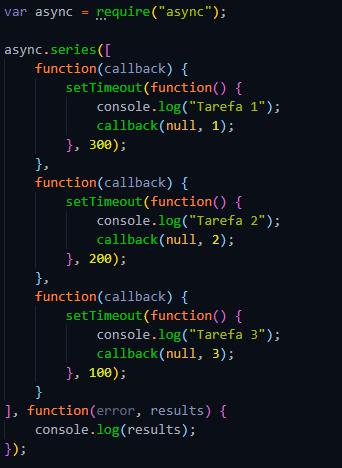 var async = require("async");

async.series([
    function(callback) {
        setTimeout(function() {
            console.log("Tarefa 1");
            callback(null, 1);
        }, 300);
    },
    function(callback) {
        setTimeout(function() {
            console.log("Tarefa 2");
            callback(null, 2);
        }, 200);
    },
    function(callback) {
        setTimeout(function() {
            console.log("Tarefa 3");
            callback(null, 3);
        }, 100);
    }
], function(error, results) {
    console.log(results);
});